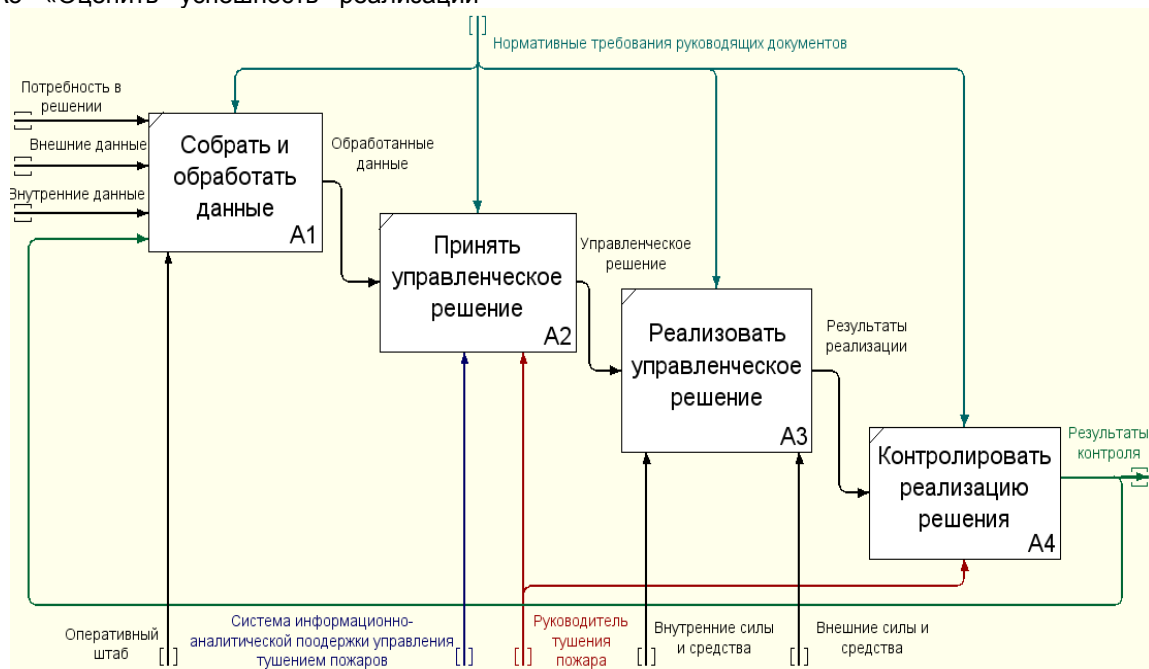 «Оценить успешность реализации
Нормативные требования руководящих документов
Потребность в
решении
Внешние данные
Внутренние данные
Собрать и
обработать
данные
A1
Обработанные
данные
Принять
управленческое
решение
A2
Управленческое
решение
Реализовать
управленческое
решение
A3
Результаты
реализации
Контролировать
реализацию
решения
A4
Результаты
контроля
Оперативный
штаб
Система информационно-
аналитической поодержки управления
тушением пожаров
Руководитель
тушения
пожара
Внутренние силы
и средства
Внешние силы и
средства